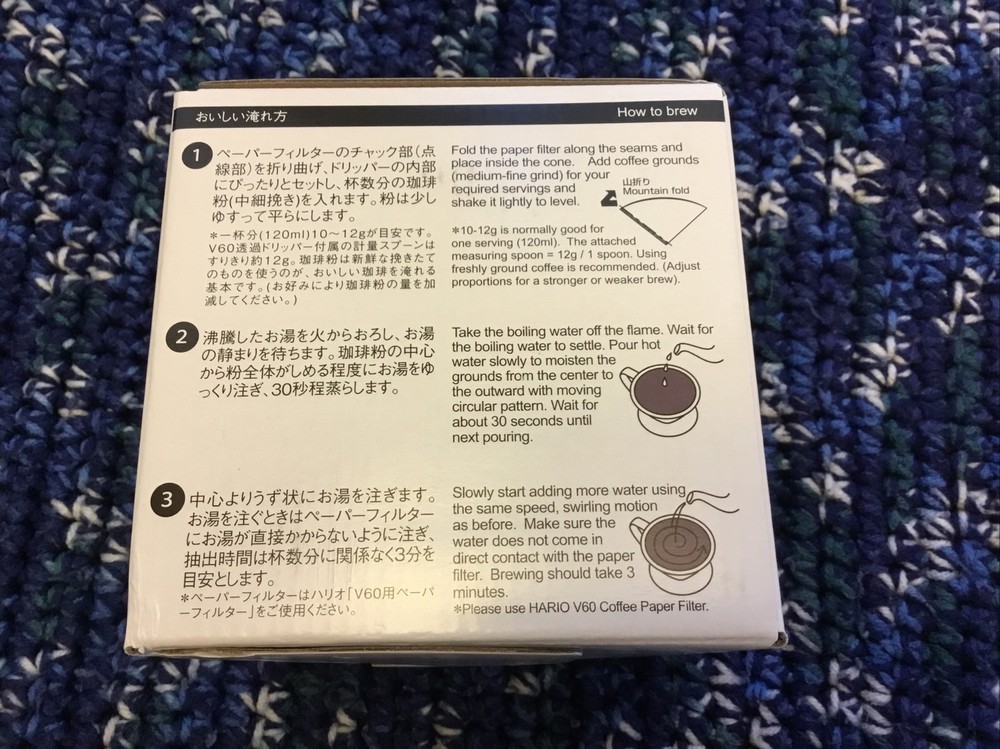 おいしい淹れ方
How to brew
1
ペーパーフィルターのチャック部(点
線部)を折り曲げ、ドリッパーの内部
にぴったりとセットし、杯数分の珈琲
粉(中細挽き)を入れます。粉は少し
ゆすって平らにします。
＊一杯分(120ml)10〜12gが目安です。
V60透過ドリッパー付属の計量スプーンは
すりきり約12g。珈琲粉は新鮮な挽きたて
のものを使うのが、おいしい珈琲を淹れる
基本です。(お好みにより珈琲粉の量を加
減してください。)
Fold the paper filter along the seams and
place inside the cone. Add coffee grounds
(medium-fine grind) for your
required servings and
shake it lightly to level.
山折り
Mountain fold
＊10-12g is normally good for
one serving (120ml). The attached
measuring spoon = 12g / 1 spoon. Using
freshly ground coffee is recommended. (Adjust
proportions for a stronger or weaker brew).
2
沸騰したお湯を火からおろし、お湯
の静まりを待ちます。珈琲粉の中心
から粉全体がしめる程度にお湯をゆ
っくり注ぎ、30秒程蒸らします。
Take the boiling water off the flame. Wait for
the boiling water to settle. Pour hot
water slowly to moisten the
grounds from the center to
the outward with moving
circular pattern. Wait for
about 30 seconds until
next pouring.
3
中心よりうず状にお湯を注ぎます。
お湯を注ぐときはペーパーフィルター
にお湯が直接かからないように注ぎ、
抽出時間は杯数分に関係なく3分を
目安とします。
＊ペーパーフィルターはハリオ「V60用ペーパ
ーフィルター」をご使用ください。
Slowly start adding more water using
the same speed, swirling motion
as before. Make sure the
water does not come in
direct contact with the paper
filter. Brewing should take 3
minutes.
＊Please use HARIO V60 Coffee Paper Filter.